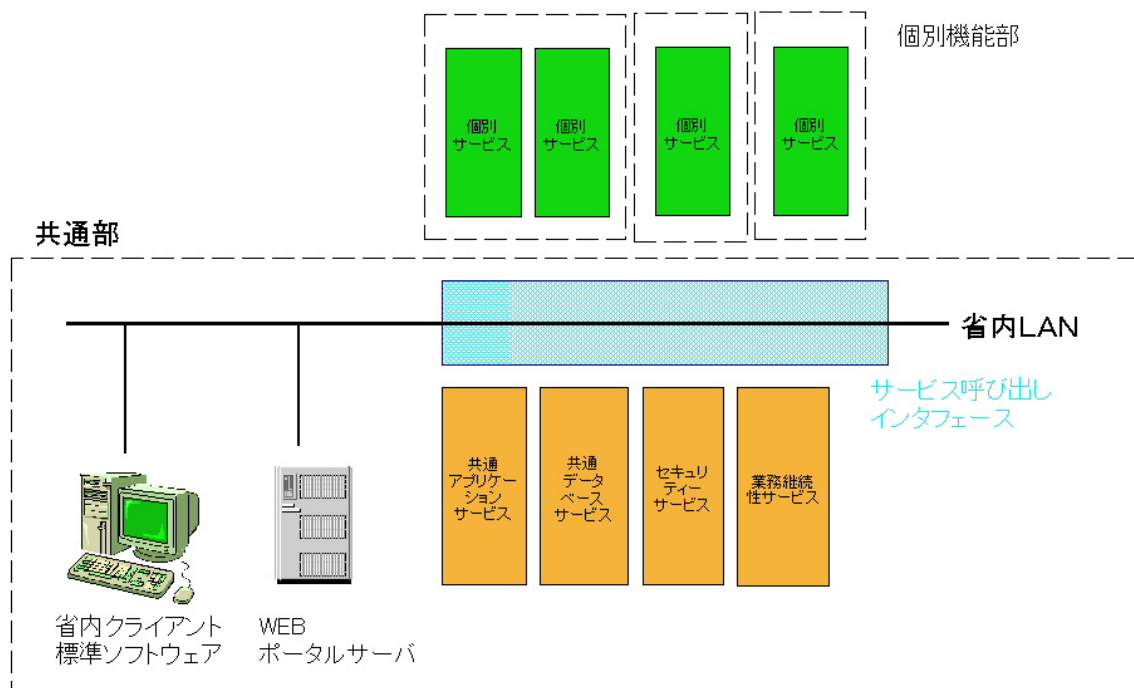 個別機能部
個別
サービス
個別
サービス
個別
サービス
個別
サービス
共通部
省内LAN
サービス呼び出し
インタフェース
共通
アプリケー
ションン
サービス
共通
データ
ベース
サービス
セキュリ
ティー
サービス
業務継続
性サービス
省内クライアント
標準ソフトウェア
WEB
ポータルサーバ